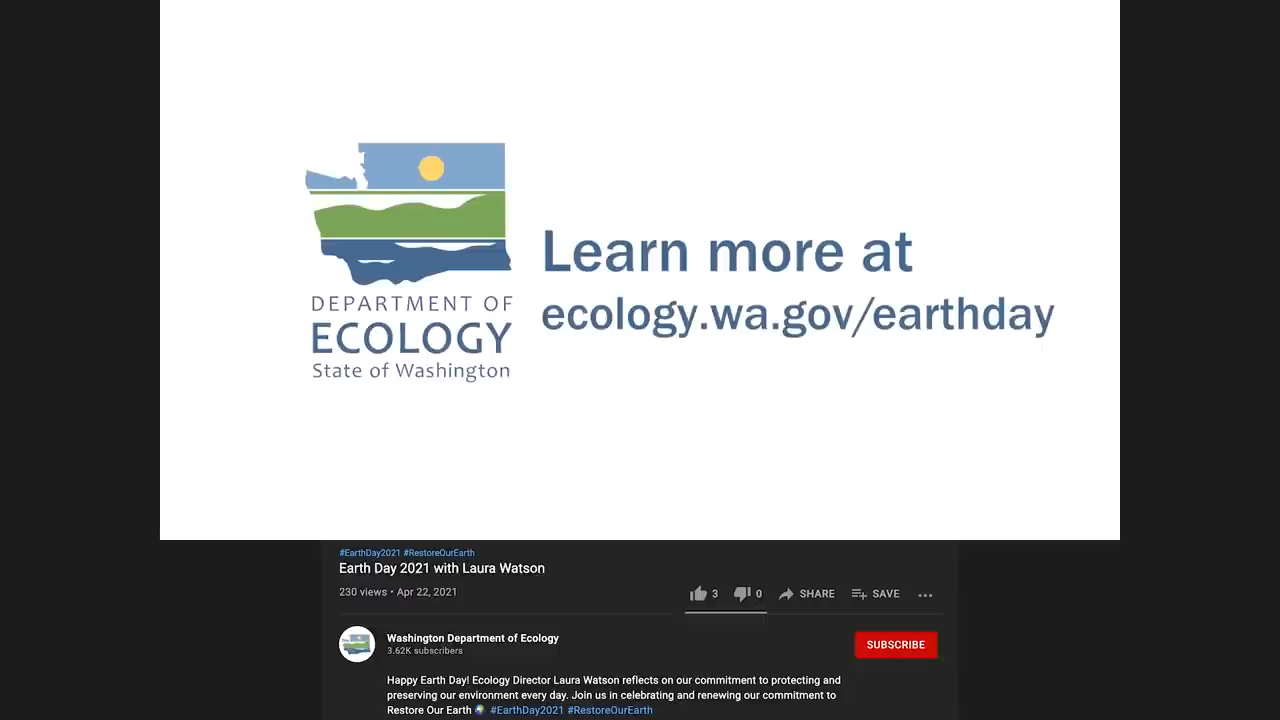 DEPARTMENT OF
ECOLOGY
State of Washington
Learn more at
ecology.wa.gov/earthday
#EarthDay2021 #RestoreOurEarth
Earth Day 2021 with Laura Watson
230 views • Apr 22, 2021
3
0
SHARE
SAVE
Washington Department of Ecology
3.62K subscribers
SUBSCRIBE
Happy Earth Day! Ecology Director Laura Watson reflects on our commitment to protecting and
preserving our environment every day. Join us in celebrating and renewing our commitment to
Restore Our Earth 🌍 #EarthDay2021 #RestoreOurEarth